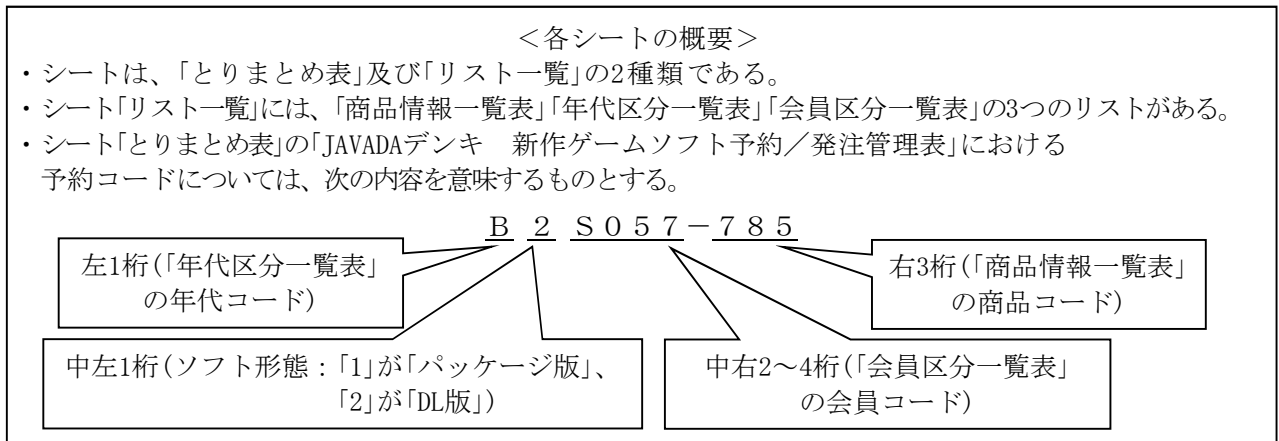 ＜各シートの概要＞
・シートは、「とりまとめ表」及び「リスト一覧」の2種類である。
・シート「リスト一覧」には、「商品情報一覧表」「年代区分一覧表」「会員区分一覧表」の3つのリストがある。
・シート「とりまとめ表」の「JAVADAデンキ　新作ゲームソフト予約／発注管理表」における
予約コードについては、次の内容を意味するものとする。
Ｂ ２ Ｓ０５７－７８５
左1桁(「年代区分一覧表」
の年代コード)
右3桁(「商品情報一覧表」
の商品コード)
中左1桁(ソフト形態：「1」が「パッケージ版」、
「2」が「DL版」)
中右2～4桁(「会員区分一覧表」
の会員コード)